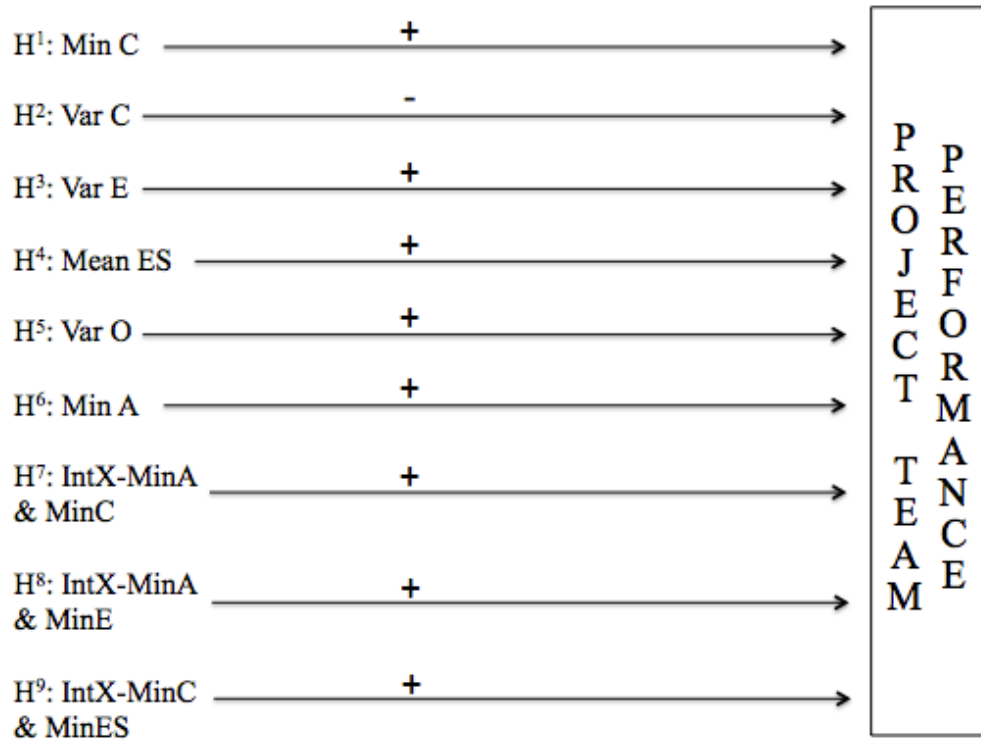 H¹: Min C
+
H²: Var C
-
H³: Var E
+
H⁴: Mean ES
+
H⁵: Var O
+
H⁶: Min A
+
H⁷: IntX-MinA
& MinC
+
H⁸: IntX-MinA
& MinE
+
H⁹: IntX-MinC
& MinES
+
PROJECT TEAM
PERFORMANCE